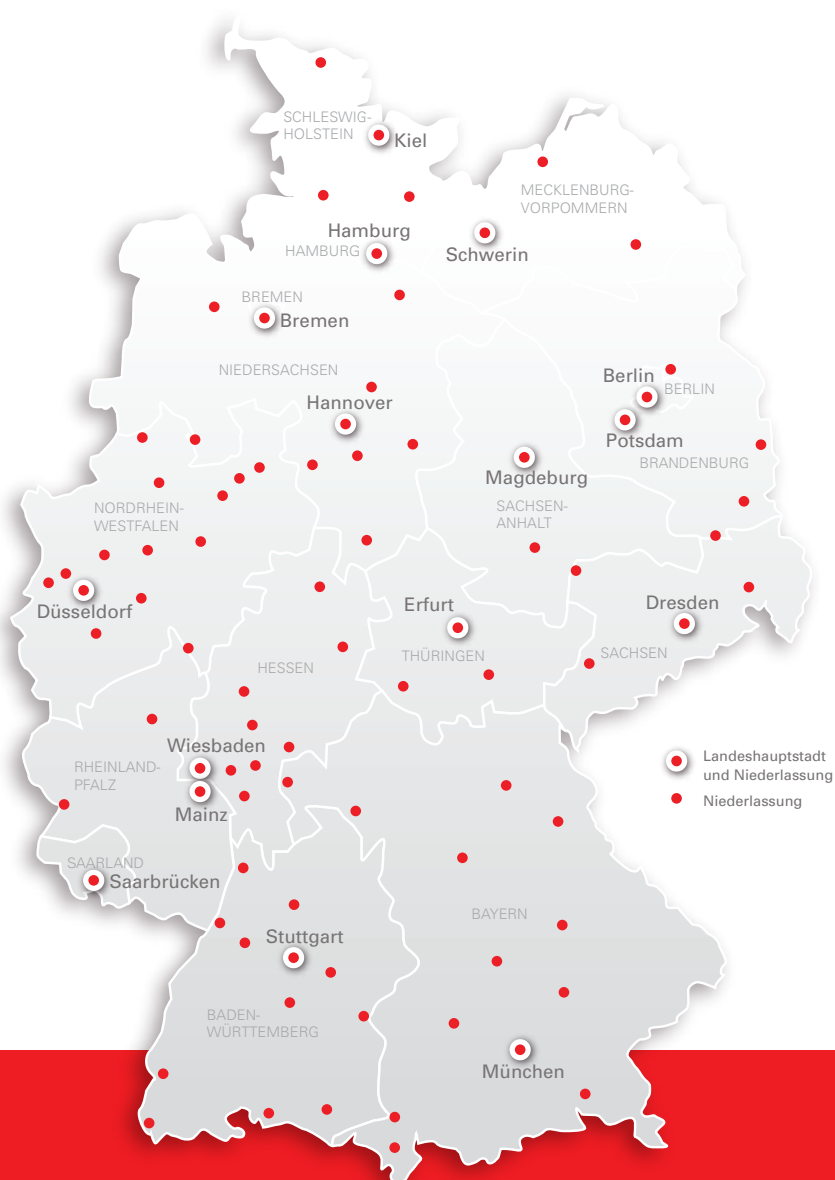 SCHLESWIG-
HOLSTEIN
Kiel
MECKLENBURG-
VORPOMMERN
Hamburg
HAMBURG
Schwerin
BREMEN
Bremen
NIEDERSACHSEN
Hannover
Berlin
BERLIN
Potsdam
BRANDENBURG
Magdeburg
SACHSEN-
ANHALT
NORDRHEIN-
WESTFALEN
Düsseldorf
Erfurt
THÜRINGEN
Dresden
SACHSEN
HESSEN
Wiesbaden
RHEINLAND-
PFALZ
Mainz
Landeshauptstadt
und Niederlassung
Niederlassung
SAARLAND
Saarbrücken
BAYERN
Stuttgart
BADEN-
WÜRTTEMBERG
München